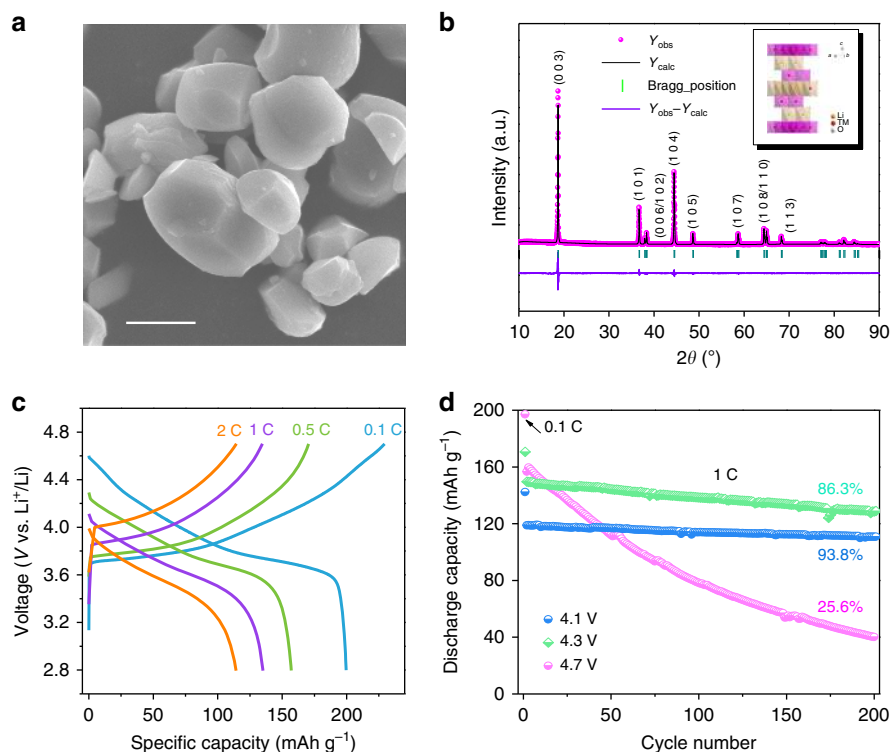 a
b
Y_obs
Y_calc
Bragg_position
Y_obs–Y_calc
c
a
b
Li
TM
O
(0 0 3)
(1 0 1)
(0 0 6/1 0 2)
(1 0 4)
(1 0 5)
(1 0 7)
(1 0 8/1 1 0)
(1 1 3)
Intensity (a.u.)
10 20 30 40 50 60 70 80 90
2θ (°)
c
2 C 1 C 0.5 C 0.1 C
4.8
4.4
4.0
3.6
3.2
2.8
Voltage (V vs. Li⁺/Li)
0 50 100 150 200
Specific capacity (mAh g⁻¹)
d
200
160
120
80
40
0
Discharge capacity (mAh g⁻¹)
0.1 C
1 C
86.3%
93.8%
25.6%
4.1 V
4.3 V
4.7 V
0 50 100 150 200
Cycle number